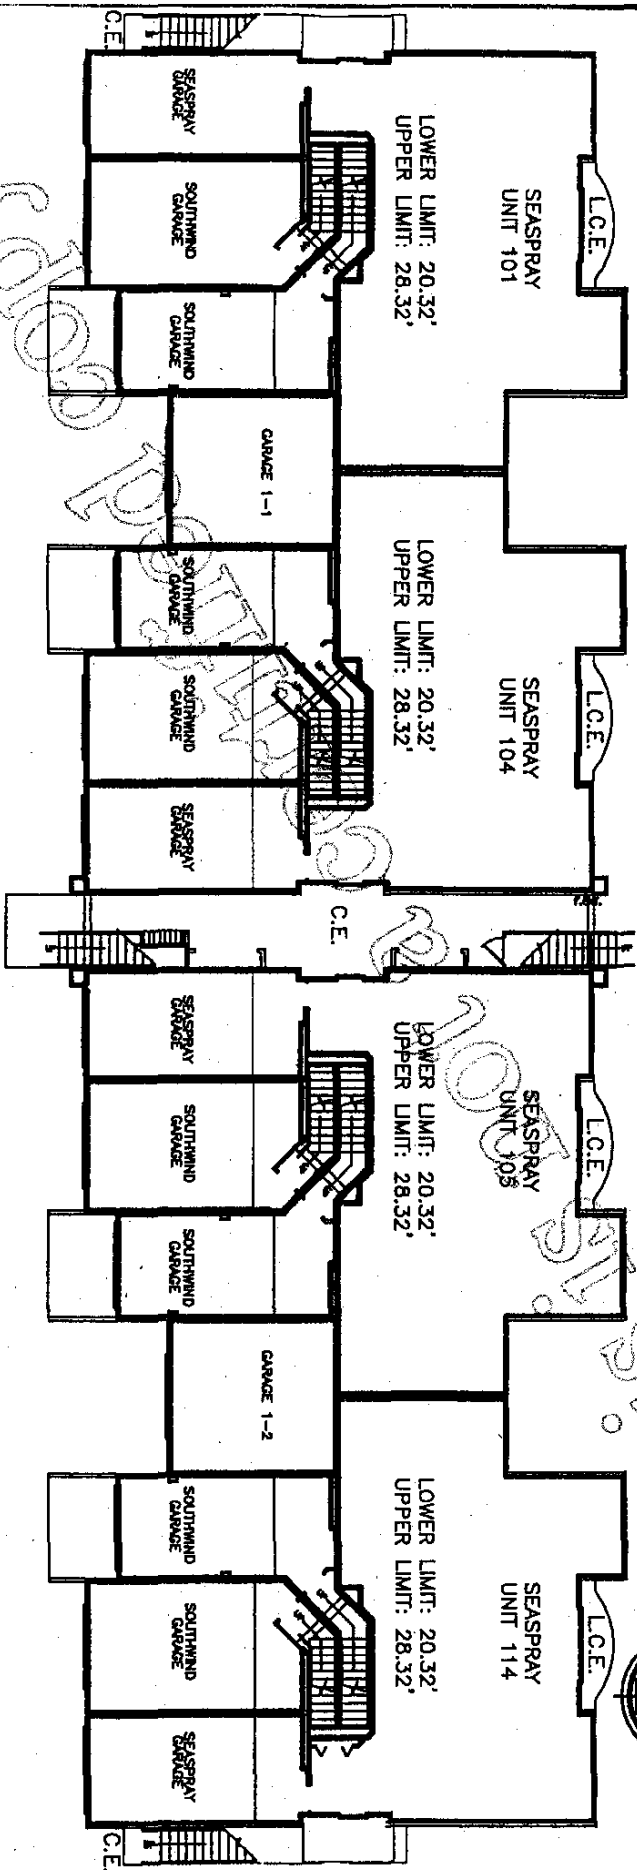 L.C.E.
SEASPRAY
UNIT 101
LOWER LIMIT: 20.32'
UPPER LIMIT: 28.32'
L.C.E.
SEASPRAY
UNIT 104
LOWER LIMIT: 20.32'
UPPER LIMIT: 28.32'
C.E.
L.C.E.
SEASPRAY
UNIT 105
LOWER LIMIT: 20.32'
UPPER LIMIT: 28.32'
L.C.E.
SEASPRAY
UNIT 114
LOWER LIMIT: 20.32'
UPPER LIMIT: 28.32'
C.E.
SEASPRAY
GARAGE
SOUTHWIND
GARAGE
SOUTHWIND
GARAGE
GARAGE 1-1
SOUTHWIND
GARAGE
SOUTHWIND
GARAGE
SEASPRAY
GARAGE
SEASPRAY
GARAGE
SOUTHWIND
GARAGE
SOUTHWIND
GARAGE
GARAGE 1-2
SOUTHWIND
GARAGE
SOUTHWIND
GARAGE
SEASPRAY
GARAGE
C.E.